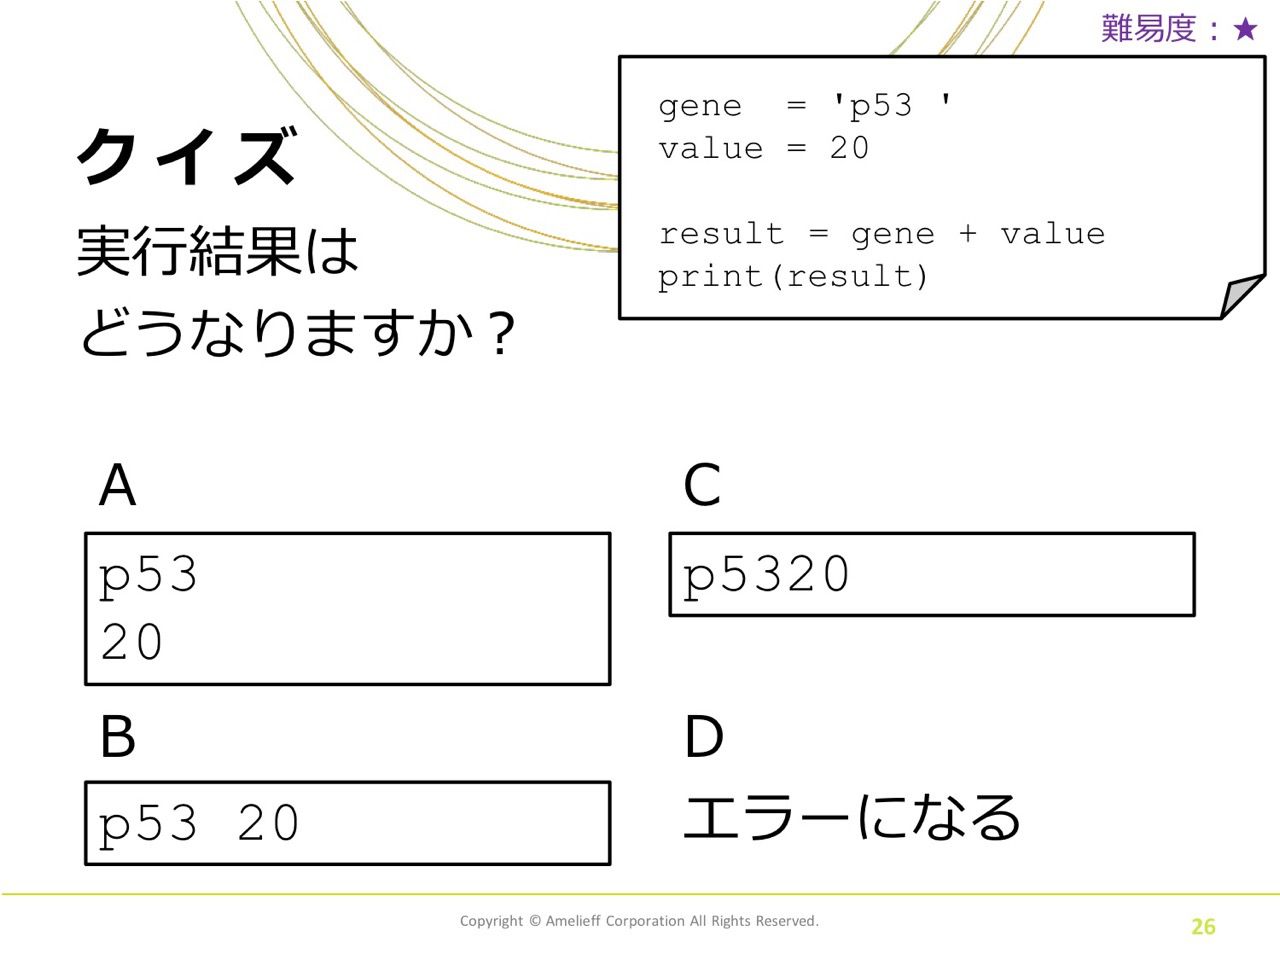 難易度：★
gene  = 'p53 '
value = 20
result = gene + value
print(result)
クイズ
実行結果は
どうなりますか？
A
p53
20
B
p53 20
C
p5320
D
エラーになる
Copyright © Amelieff Corporation All Rights Reserved.
26